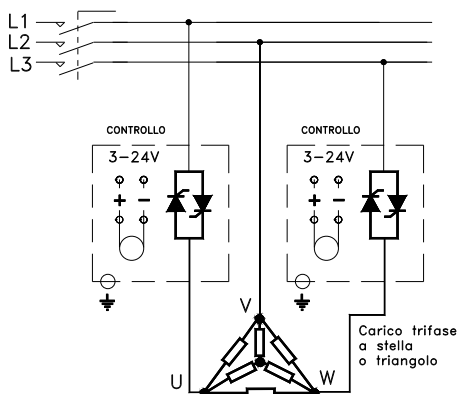 L1
L2
L3
CONTROLLO
3-24V
+ -
CONTROLLO
3-24V
+ -
V
Carico trifase
a stella
o triangolo
U
W